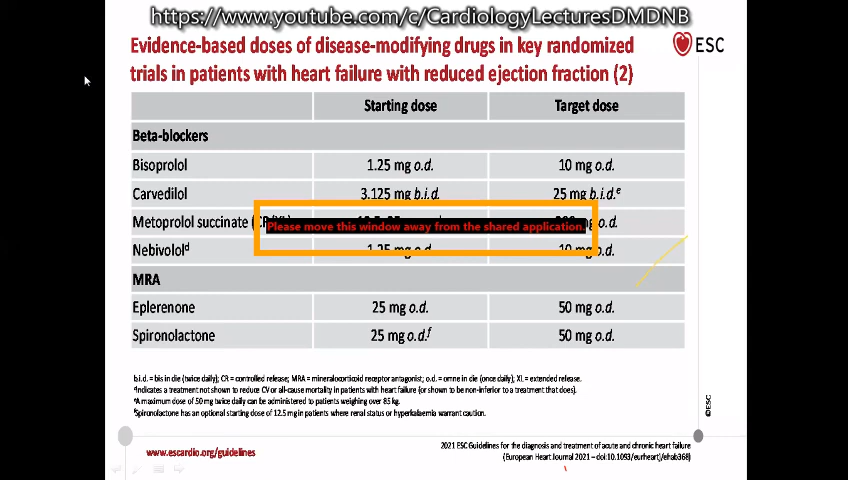 https://www.youtube.com/c/CardiologyLecturesDMDNB
Evidence-based doses of disease-modifying drugs in key randomized
trials in patients with heart failure with reduced ejection fraction (2)
ESC
Starting dose Target dose
Beta-blockers
Bisoprolol 1.25 mg o.d. 10 mg o.d.
Carvedilol 3.125 mg b.i.d. 25 mg b.i.d.e
Metoprolol succinate o.d.
Please move this window away from the shared application.
Nebivolold 1.25 mg o.d. 10 mg o.d.
MRA
Eplerenone 25 mg o.d. 50 mg o.d.
Spironolactone 25 mg o.d.f 50 mg o.d.
b.i.d. = bis in die (twice daily); CR = controlled release; MRA = mineralocorticoid receptor antagonist; o.d. = omne in die (once daily); XL = extended release.
dIndicates a treatment not shown to reduce CV or all-cause mortality in patients with heart failure (or shown to be non-inferior to a treatment that does).
eA maximum dose of 50 mg twice daily can be administered to patients weighing over 85 kg.
fSpironolactone has an optional starting dose of 12.5 mg in patients where renal status or hyperkalaemia warrant caution.
©ESC
www.escardio.org/guidelines
2021 ESC Guidelines for the diagnosis and treatment of acute and chronic heart failure
(European Heart Journal 2021 – doi:10.1093/eurheartj/ehab368)